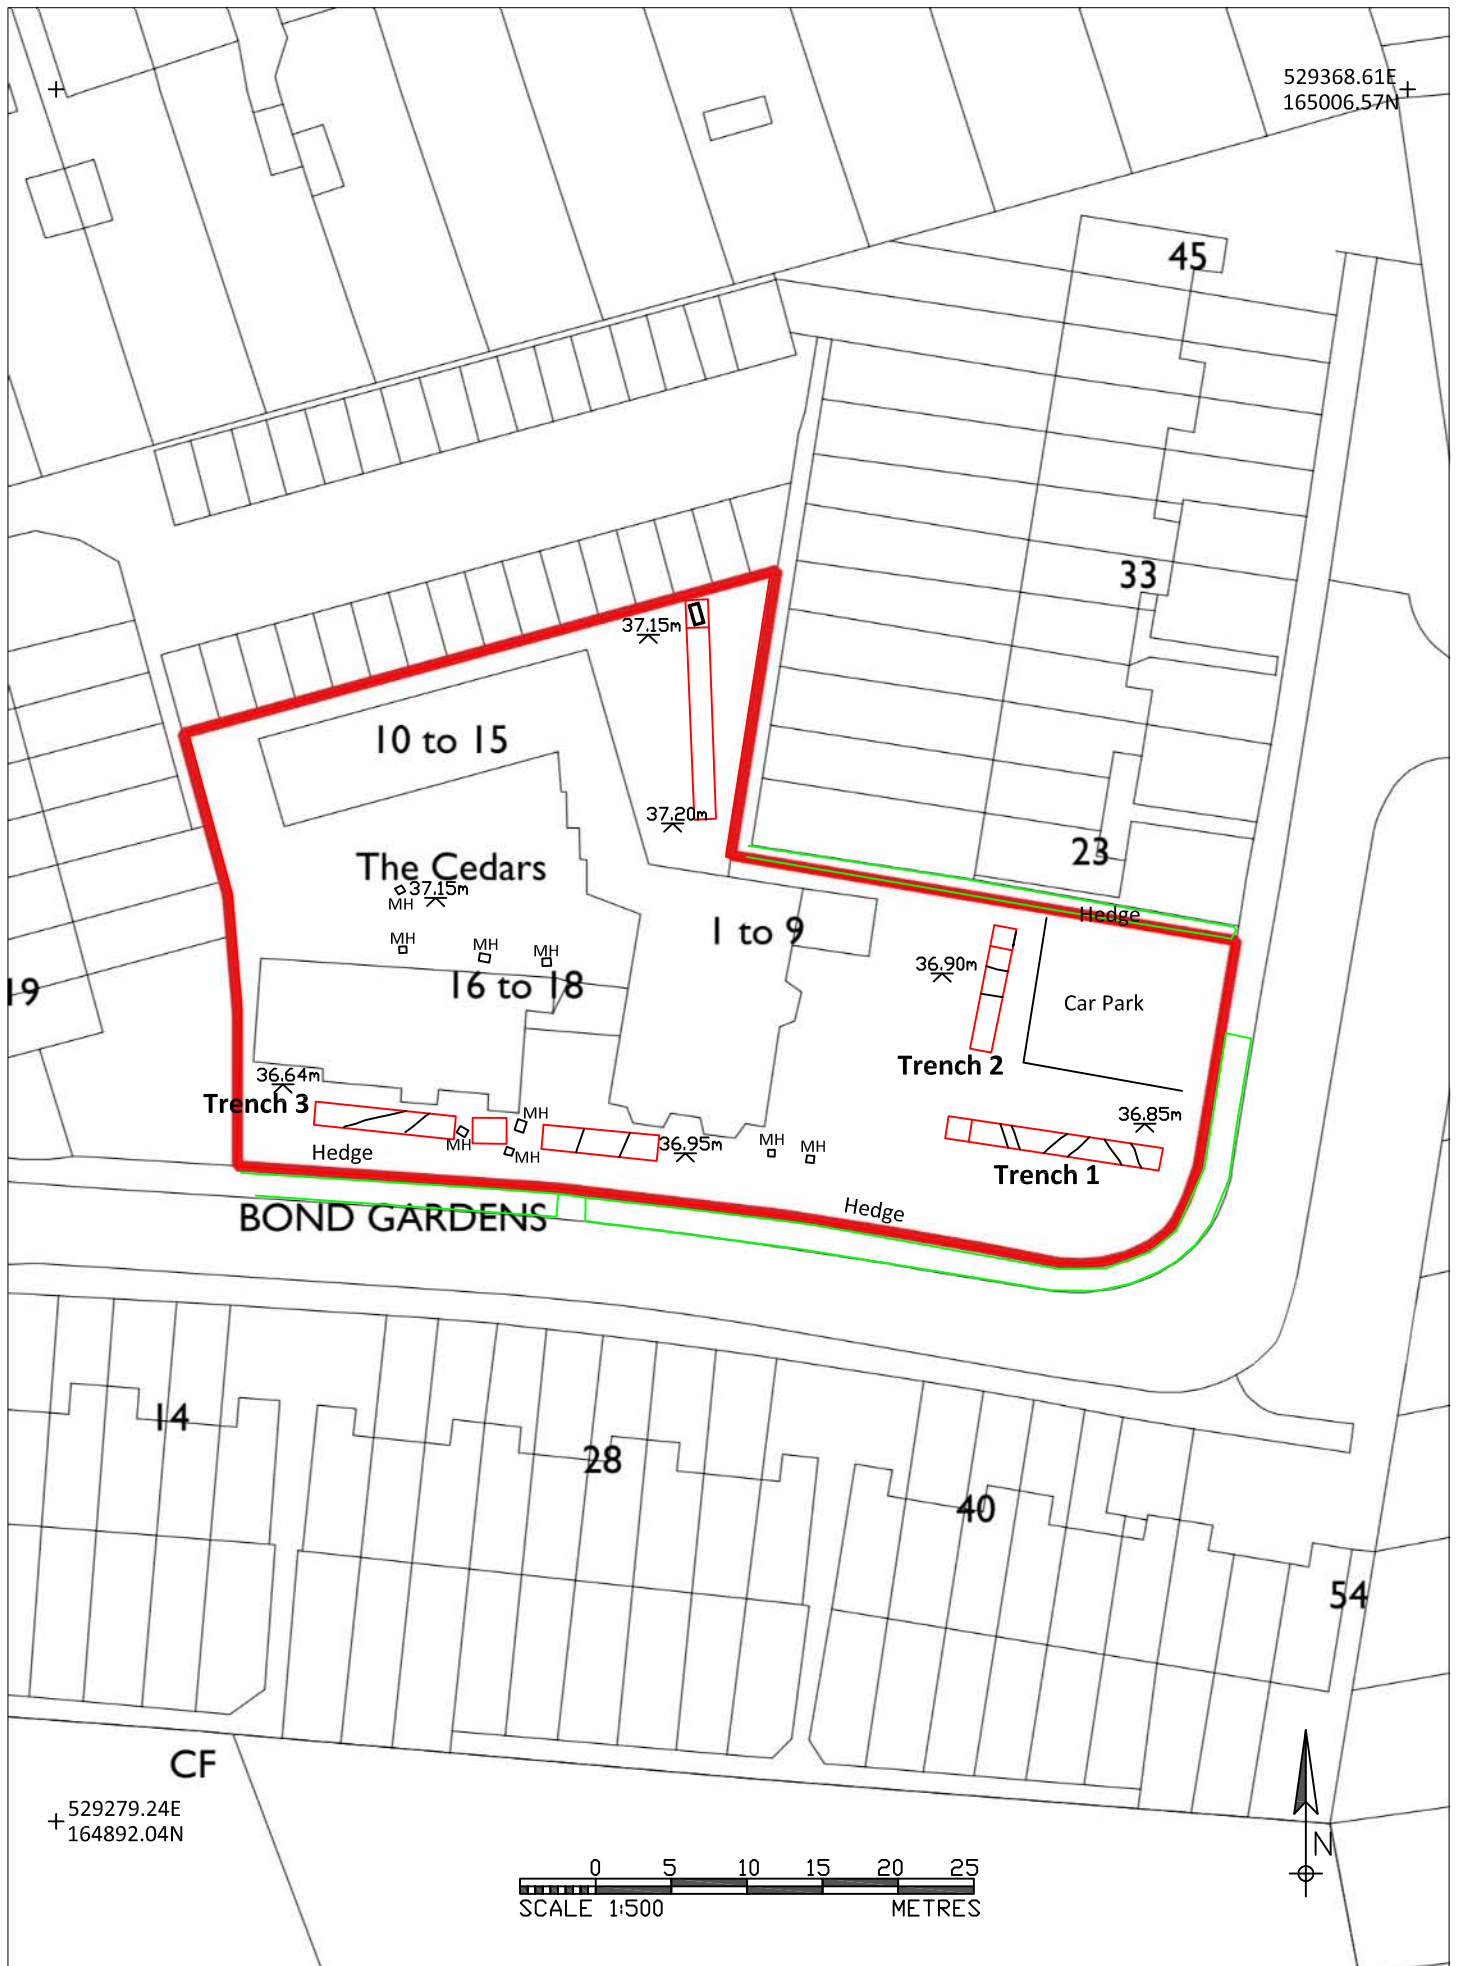 529368.61E
165006.57N
45
33
37.15m
10 to 15
37.20m
23
The Cedars
37.15m
MH
Hedge
1 to 9
MH
MH
MH
36.90m
16 to 18
19
Car Park
Trench 2
36.64m
Trench 3
MH
36.85m
MH
36.95m
MH
MH
MH
Hedge
Trench 1
Hedge
BOND GARDENS
14
28
40
54
CF
529279.24E
164892.04N
N
0 5 10 15 20 25
SCALE 1:500 METRES